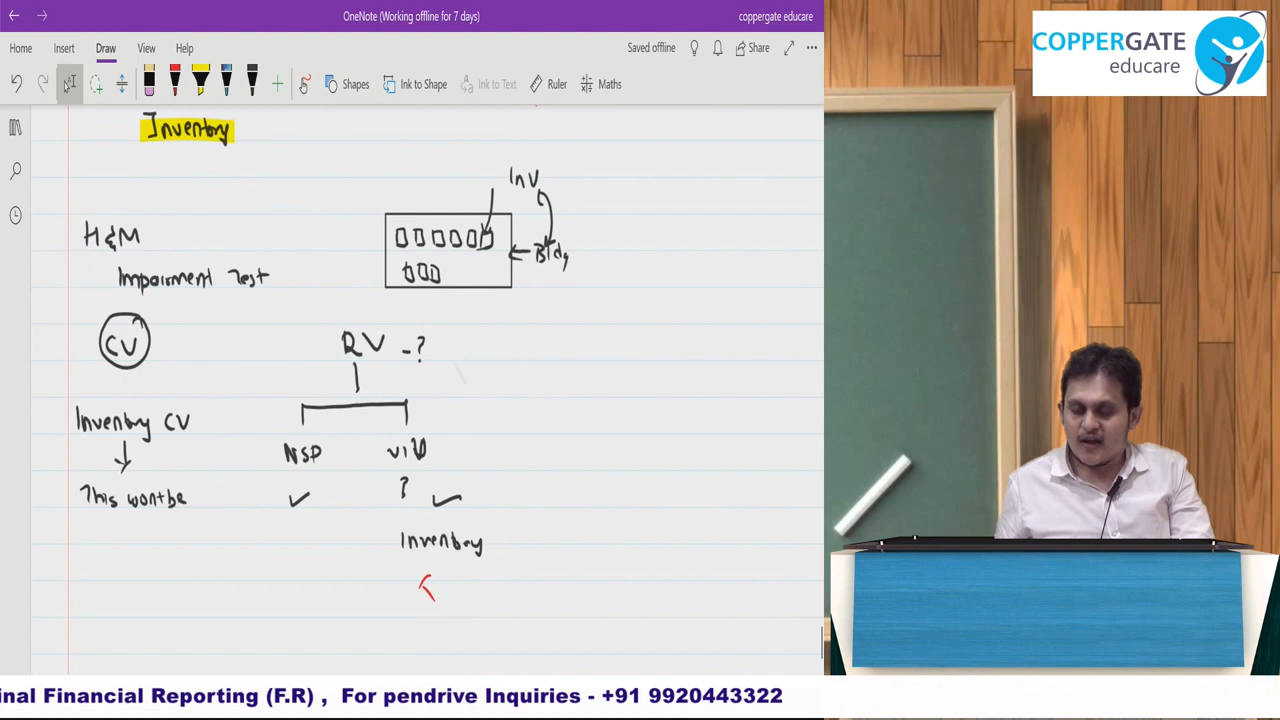 OneNote (Working offline for 7 days)
coppergate educare
Home Insert Draw View Help
Saved offline
Share
Shapes
Ink to Shape
Ink to Text
Ruler
Maths
COPPERGATE
educare
Inventory
Inv
H&M
Bldg
Impairment Test
CV
RV -?
Inventory CV
NSP
VIU
?
This wont be
Inventory
inal Financial Reporting (F.R) , For pendrive Inquiries - +91 9920443322